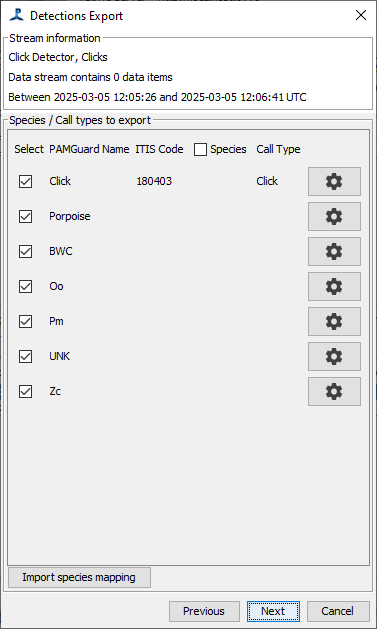 Detections Export
Stream information
Click Detector, Clicks
Data stream contains 0 data items
Between 2025-03-05 12:05:26 and 2025-03-05 12:06:41 UTC
Species / Call types to export
Select PAMGuard Name ITIS Code Species Call Type
Click 180403 Click
Porpoise
BWC
Oo
Pm
UNK
Zc
Import species mapping
Previous Next Cancel